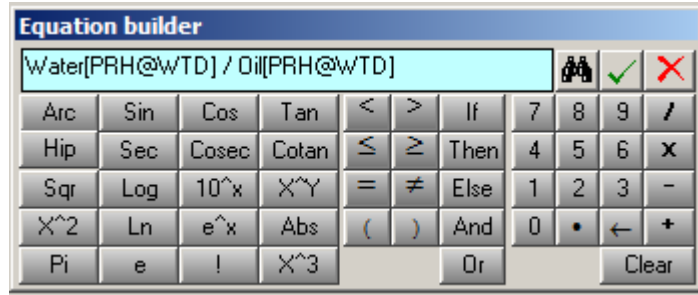 Equation builder
Water[PRH@WTD] / Oil[PRH@WTD]
Arc Sin Cos Tan < > If 7 8 9 /
Hip Sec Cosec Cotan ≤ ≥ Then 4 5 6 x
Sqr Log 10^x X^Y = ≠ Else 1 2 3 -
X^2 Ln e^x Abs ( ) And 0 • ← +
Pi e ! X^3 Or Clear